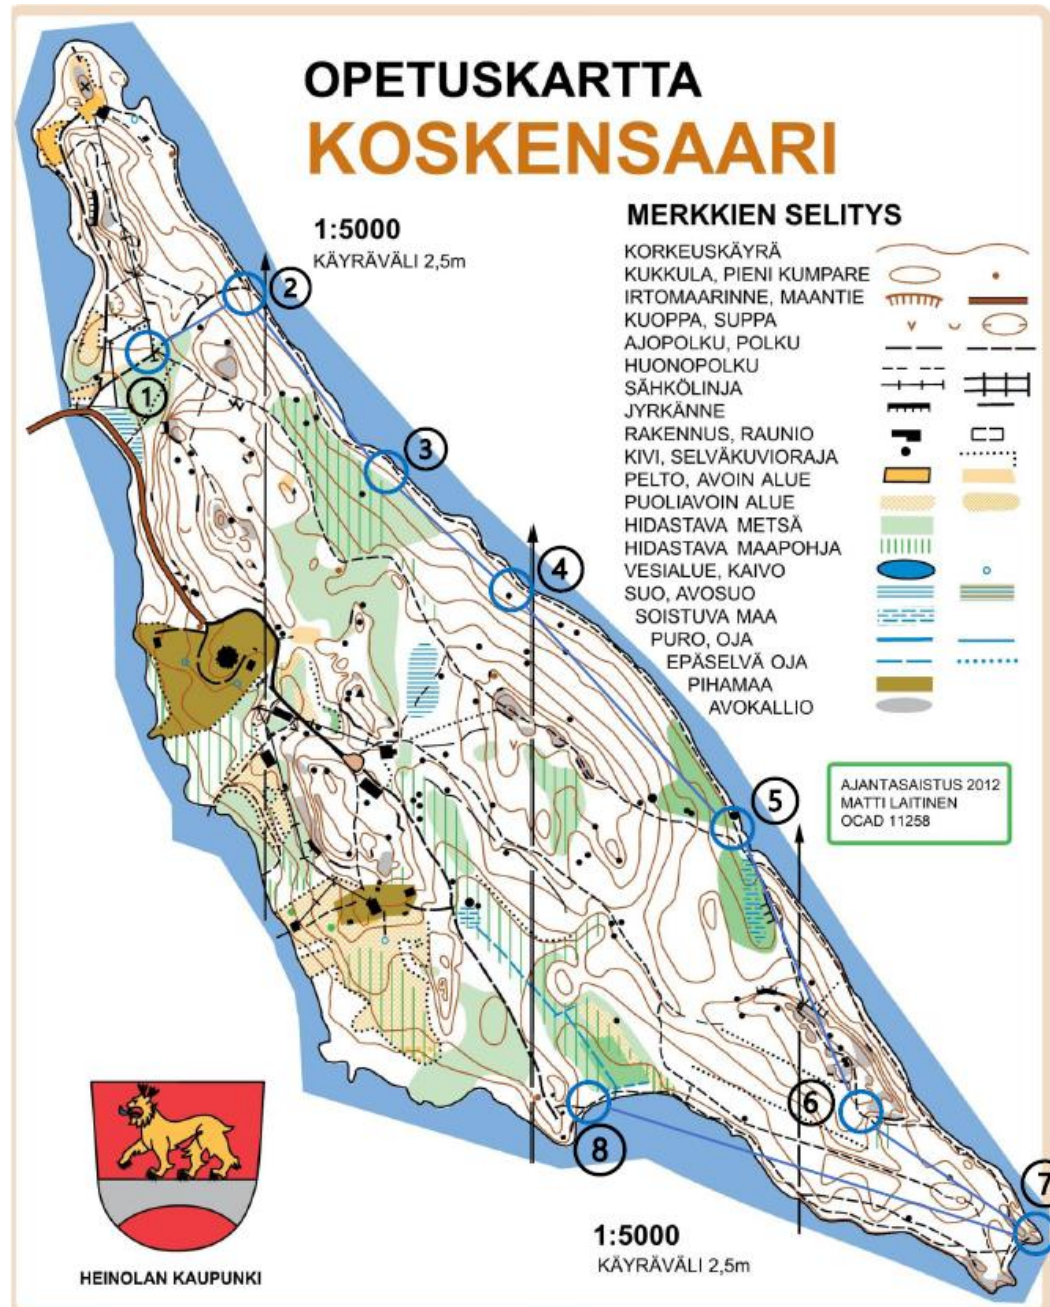 OPETUSKARTTA
KOSKENSAARI
1:5000
KÄYRÄVÄLI 2,5m
MERKKIEN SELITYS
KORKEUSKÄYRÄ
KUKKULA, PIENI KUMPARE
IRTOMAARINNE, MAANTIE
KUOPPA, SUPPA
AJOPOLKU, POLKU
HUONOPOLKU
SÄHKÖLINJA
JYRKÄNNE
RAKENNUS, RAUNIO
KIVI, SELVÄKUVIORAJA
PELTO, AVOIN ALUE
PUOLIAVOIN ALUE
HIDASTAVA METSÄ
HIDASTAVA MAAPOHJA
VESIALUE, KAIVO
SUO, AVOSUO
SOISTUVA MAA
PURO, OJA
EPÄSELVÄ OJA
PIHAMAA
AVOKALLIO
2
1
3
4
5
AJANTASAISTUS 2012
MATTI LAITINEN
OCAD 11258
6
8
7
1:5000
KÄYRÄVÄLI 2,5m
HEINOLAN KAUPUNKI